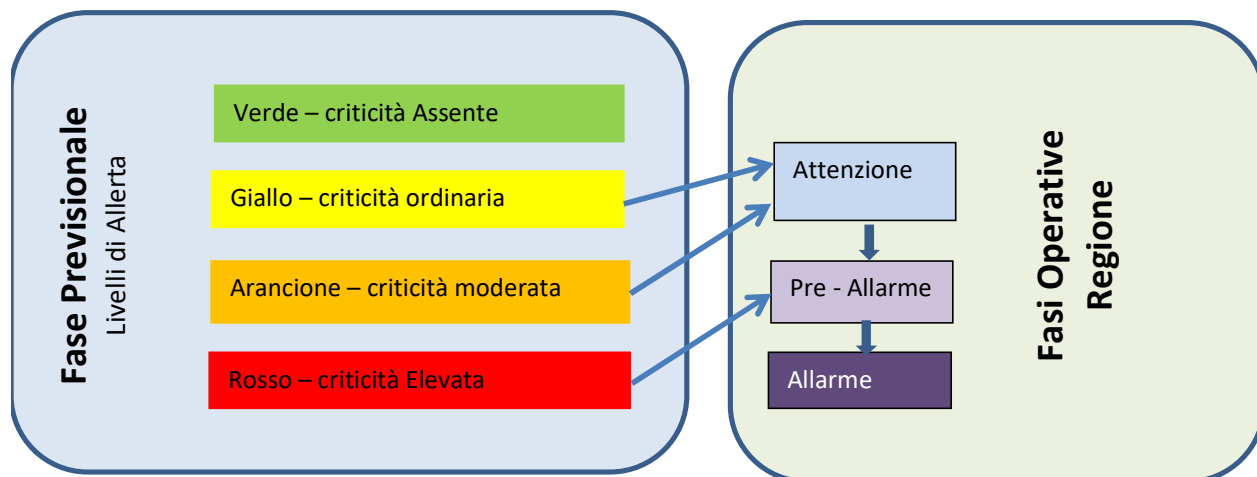 Fase Previsionale
Livelli di Allerta
Verde – criticità Assente
Giallo – criticità ordinaria
Arancione – criticità moderata
Rosso – criticità Elevata
Attenzione
Pre - Allarme
Allarme
Fasi Operative
Regione